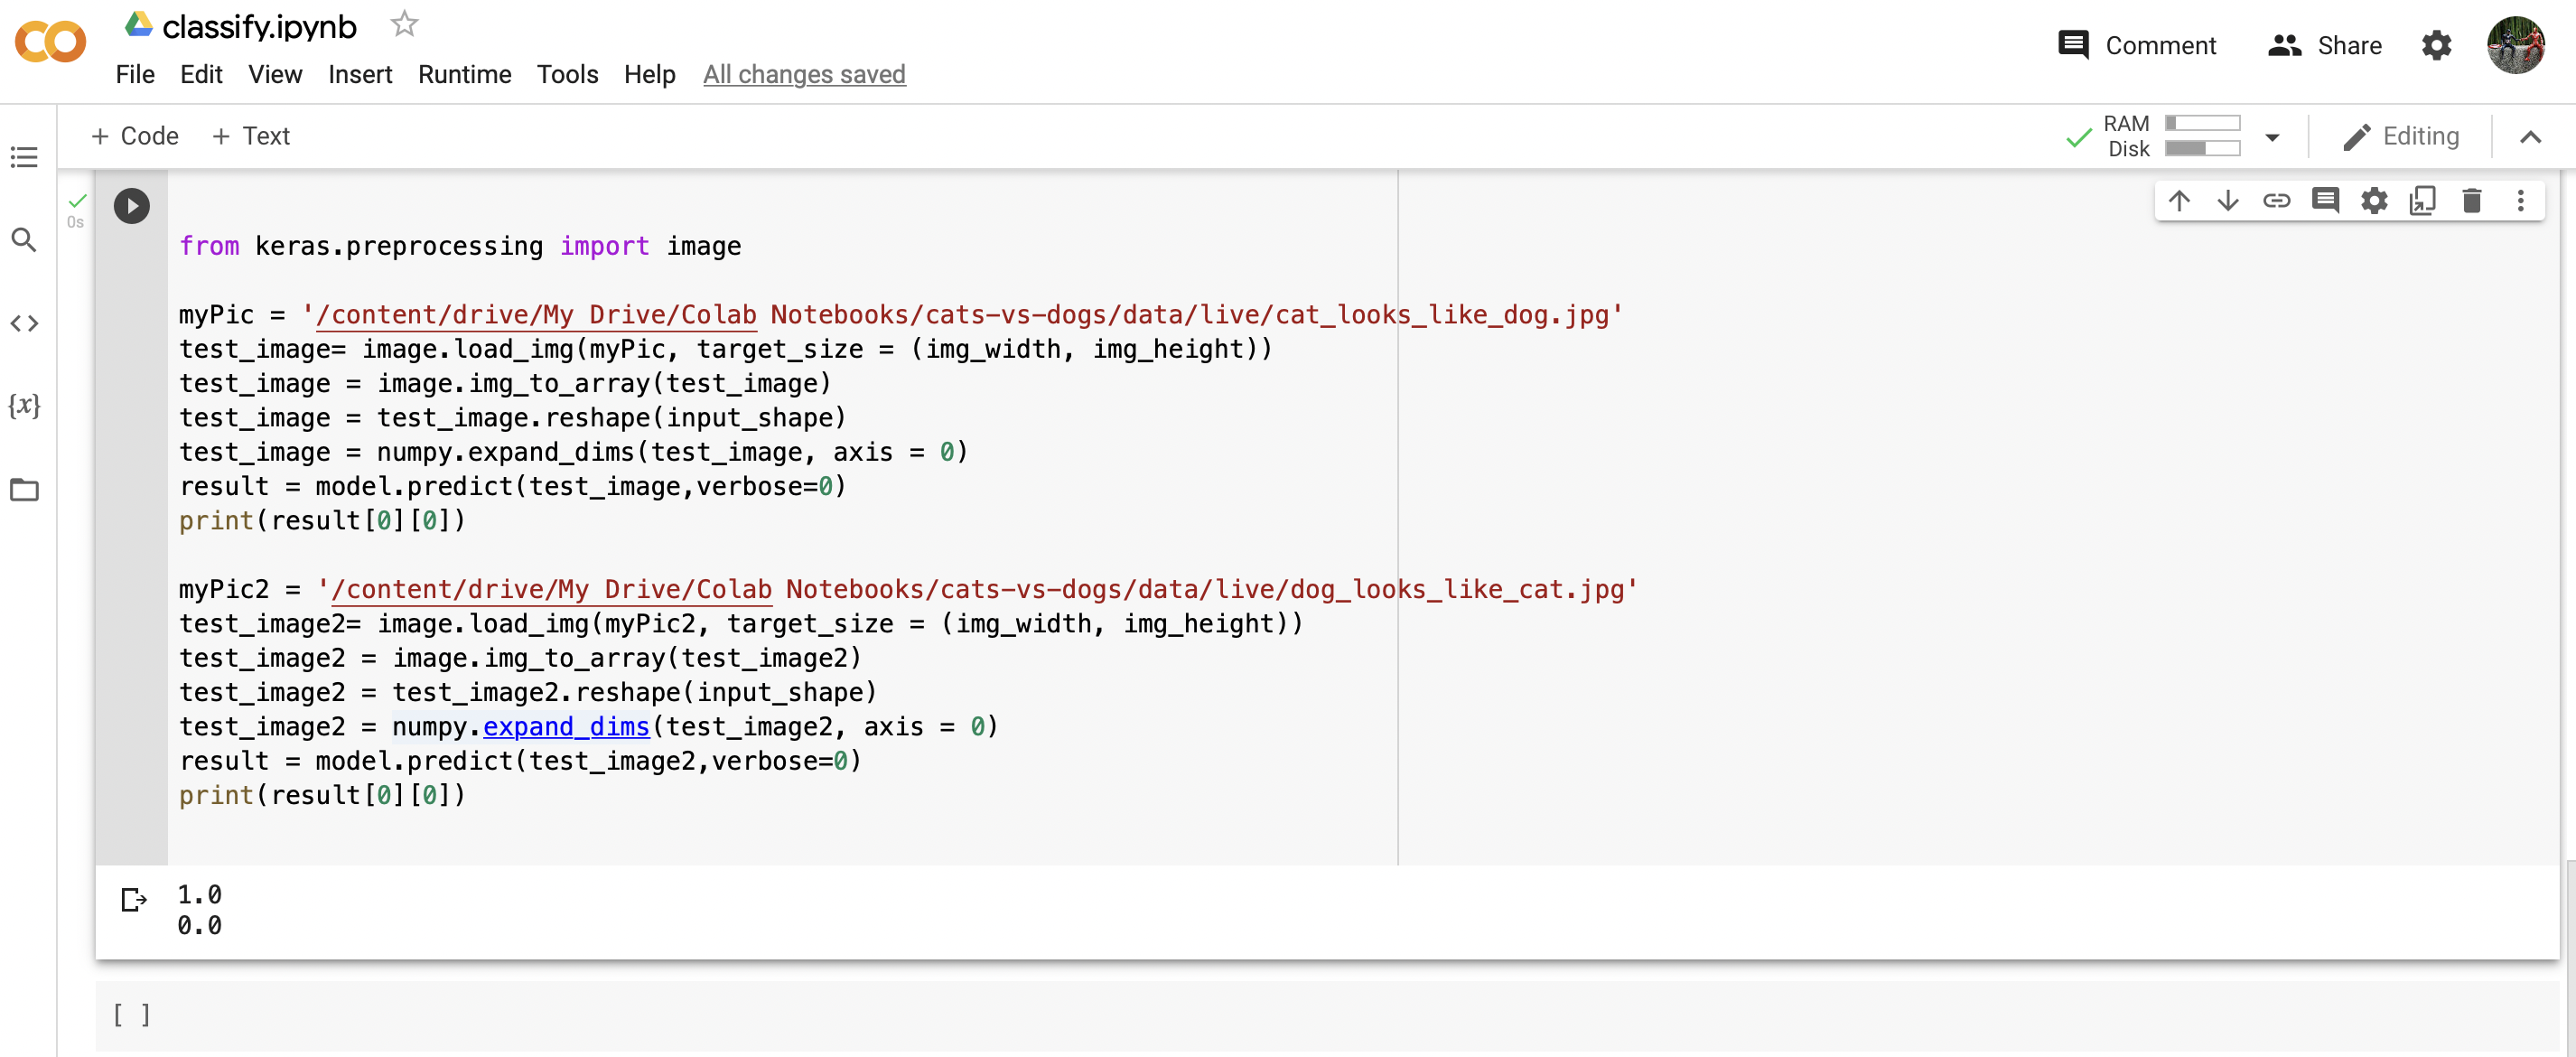 classify.ipynb
File Edit View Insert Runtime Tools Help All changes saved
Comment Share
+ Code + Text
RAM
Disk
Editing
0s
from keras.preprocessing import image
myPic = '/content/drive/My Drive/Colab Notebooks/cats-vs-dogs/data/live/cat_looks_like_dog.jpg'
test_image= image.load_img(myPic, target_size = (img_width, img_height))
test_image = image.img_to_array(test_image)
test_image = test_image.reshape(input_shape)
test_image = numpy.expand_dims(test_image, axis = 0)
result = model.predict(test_image,verbose=0)
print(result[0][0])
myPic2 = '/content/drive/My Drive/Colab Notebooks/cats-vs-dogs/data/live/dog_looks_like_cat.jpg'
test_image2= image.load_img(myPic2, target_size = (img_width, img_height))
test_image2 = image.img_to_array(test_image2)
test_image2 = test_image2.reshape(input_shape)
test_image2 = numpy.expand_dims(test_image2, axis = 0)
result = model.predict(test_image2,verbose=0)
print(result[0][0])
1.0
0.0
[ ]